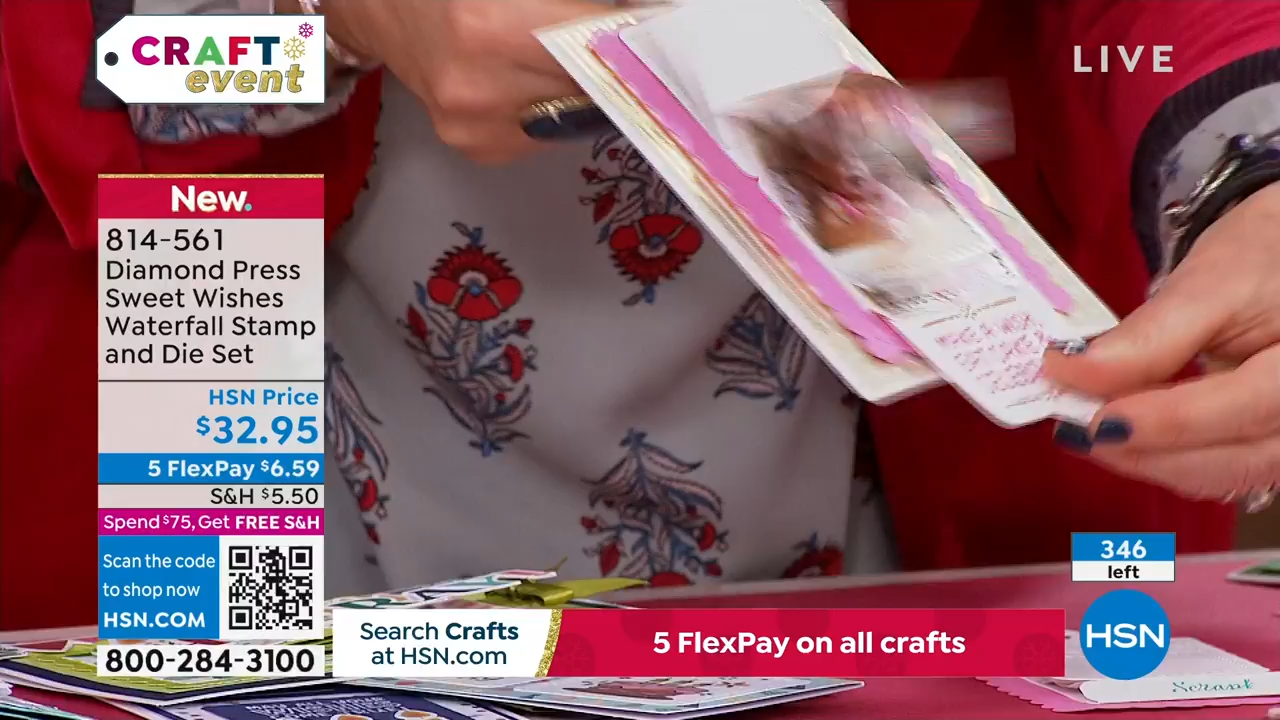 CRAFT
event
LIVE
New.
814-561
Diamond Press
Sweet Wishes
Waterfall Stamp
and Die Set
HSN Price
$32.95
5 FlexPay $6.59
S&H $5.50
Spend $75, Get FREE S&H
Scan the code
to shop now
HSN.COM
800-284-3100
Search Crafts
at HSN.com
5 FlexPay on all crafts
346
left
HSN